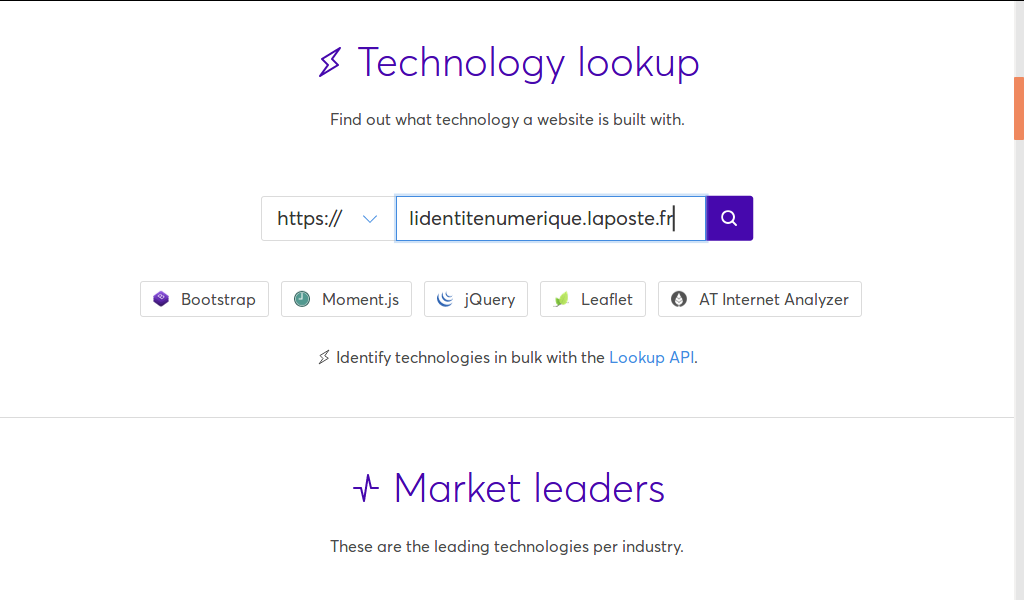 Technology lookup
Find out what technology a website is built with.
https://
lidentitenumerique.laposte.fr
Bootstrap
Moment.js
jQuery
Leaflet
AT Internet Analyzer
Identify technologies in bulk with the Lookup API.
Market leaders
These are the leading technologies per industry.